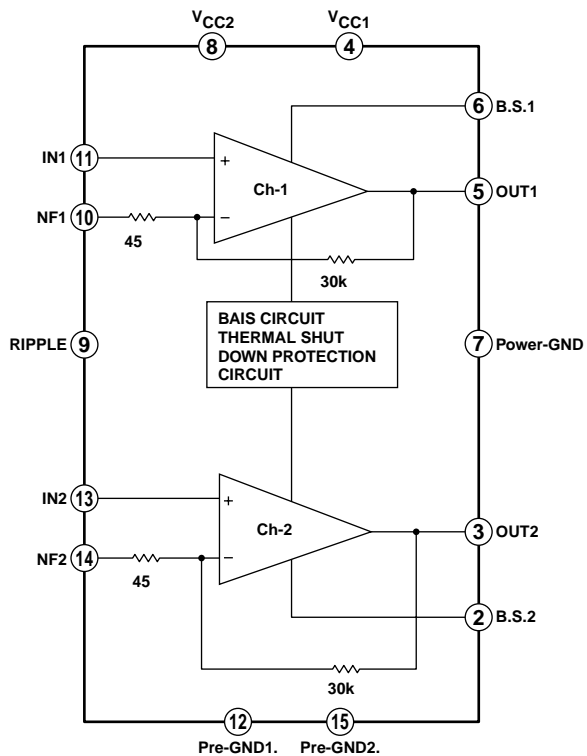 VCC2
VCC1
8
4
6
B.S.1
IN1
11
+
Ch-1
5
OUT1
NF1
10
−
45
30k
BAIS CIRCUIT
THERMAL SHUT
DOWN PROTECTION
CIRCUIT
RIPPLE
9
7
Power-GND
IN2
13
+
Ch-2
3
OUT2
NF2
14
−
45
2
B.S.2
30k
12
15
Pre-GND1.
Pre-GND2.